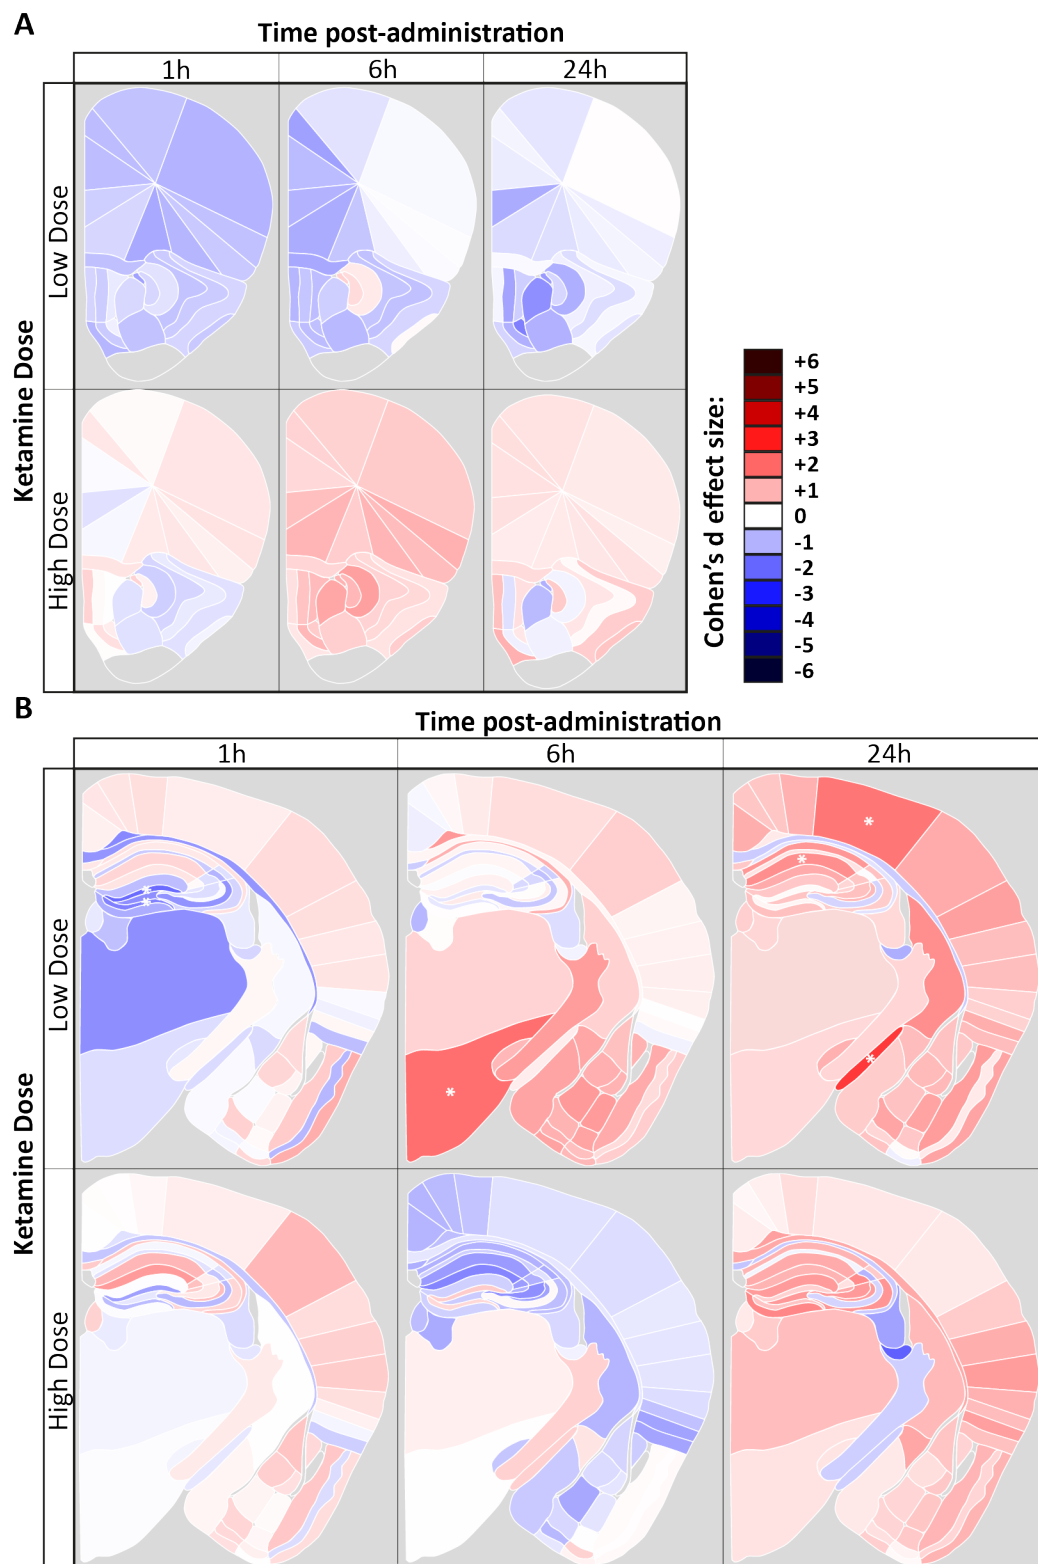 A
Time post-administration
1h 6h 24h
Ketamine Dose
Low Dose
High Dose
Cohen's d effect size:
+6
+5
+4
+3
+2
+1
0
-1
-2
-3
-4
-5
-6
B
Time post-administration
1h 6h 24h
Ketamine Dose
Low Dose
*
*
*
*
*
*
High Dose